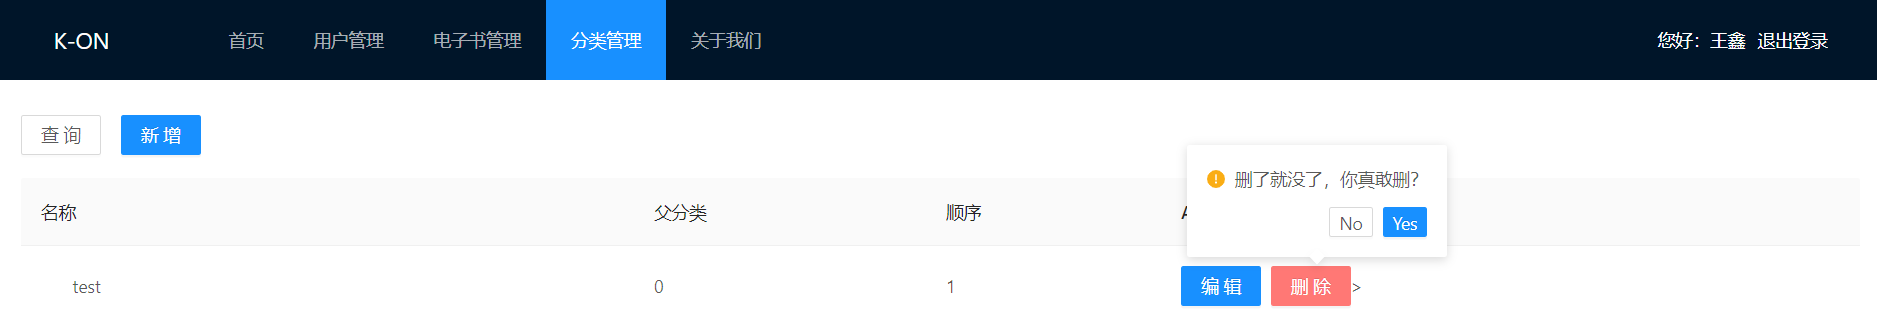 K-ON 首页 用户管理 电子书管理 分类管理 关于我们 您好：王鑫 退出登录
查询 新增
删了就没了，你真敢删？
No Yes
名称 父分类 顺序
test 0 1 编辑 删除>